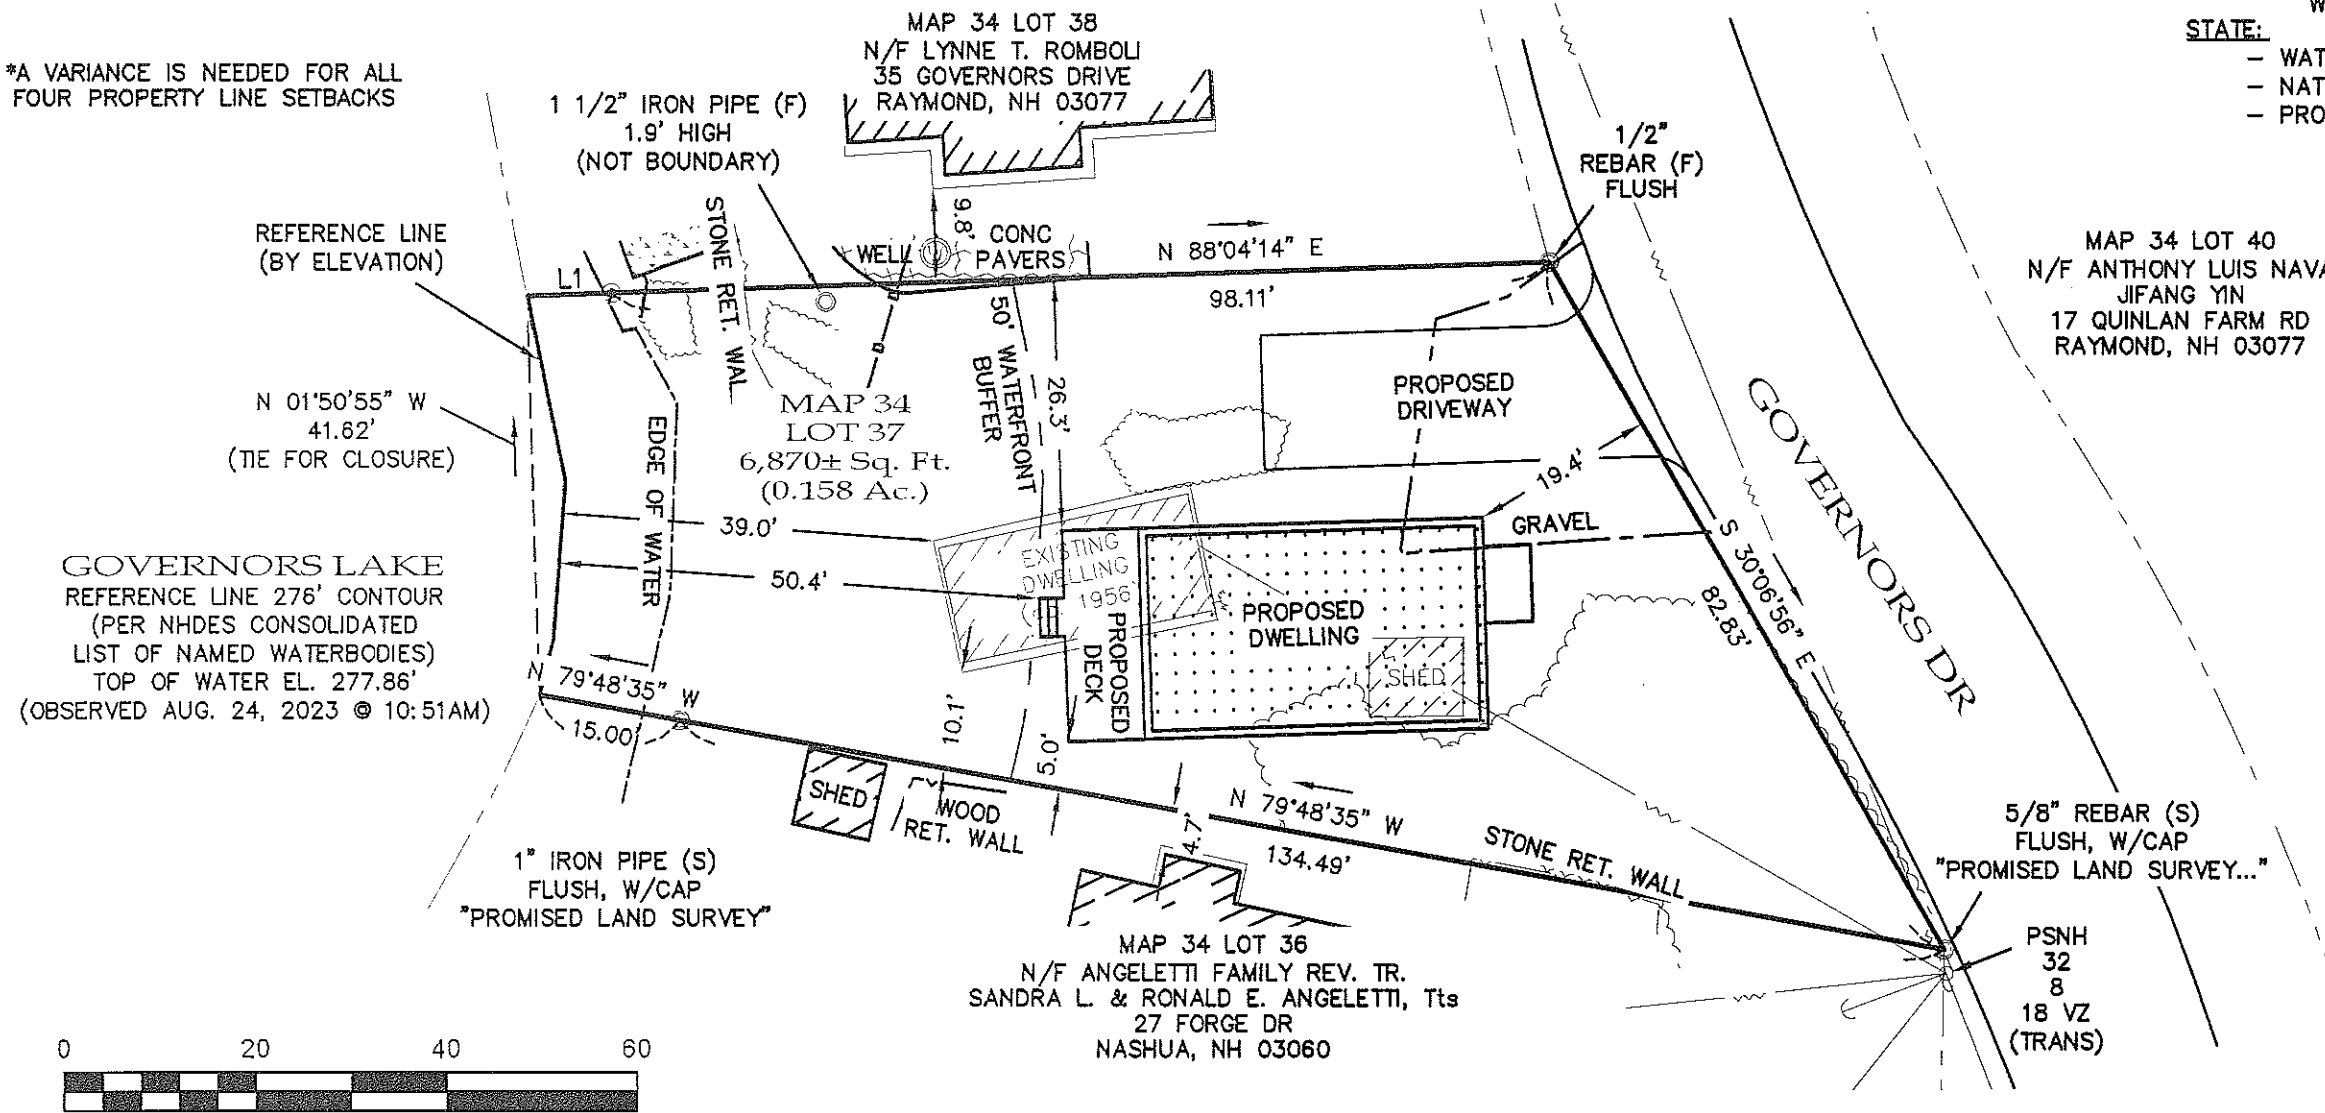 *A VARIANCE IS NEEDED FOR ALL
FOUR PROPERTY LINE SETBACKS
MAP 34 LOT 38
N/F LYNNE T. ROMBOLI
35 GOVERNORS DRIVE
RAYMOND, NH 03077
STATE:
1 1/2" IRON PIPE (F)
1.9' HIGH
(NOT BOUNDARY)
1/2"
REBAR (F)
FLUSH
REFERENCE LINE
(BY ELEVATION)
L1
STONE RET. WAL
WELL
9.8'
CONC
PAVERS
N 88°04'14" E
98.11'
MAP 34 LOT 40
N/F ANTHONY LUIS NAVA
JIFANG YIN
17 QUINLAN FARM RD
RAYMOND, NH 03077
N 01°50'55" W
41.62'
(TIE FOR CLOSURE)
EDGE OF WATER
MAP 34
LOT 37
6,870± Sq. Ft.
(0.158 Ac.)
50' WATERFRONT
BUFFER
26.3'
PROPOSED
DRIVEWAY
19.4'
GRAVEL
GOVERNORS DR
S 30°06'56" E
82.83'
39.0'
50.4'
EXISTING
DWELLING
1956
PROPOSED
DECK
PROPOSED
DWELLING
SHED
GOVERNORS LAKE
REFERENCE LINE 276' CONTOUR
(PER NHDES CONSOLIDATED
LIST OF NAMED WATERBODIES)
TOP OF WATER EL. 277.86'
(OBSERVED AUG. 24, 2023 @ 10:51AM)
N 79°48'35" W
15.00'
10.1'
5.0'
SHED
WOOD
RET. WALL
4.7'
N 79°48'35" W
134.49'
STONE RET. WALL
1" IRON PIPE (S)
FLUSH, W/CAP
"PROMISED LAND SURVEY"
5/8" REBAR (S)
FLUSH, W/CAP
"PROMISED LAND SURVEY..."
MAP 34 LOT 36
N/F ANGELETTI FAMILY REV. TR.
SANDRA L. & RONALD E. ANGELETTI, Tts
27 FORGE DR
NASHUA, NH 03060
PSNH
32
8
18 VZ
(TRANS)
0 20 40 60